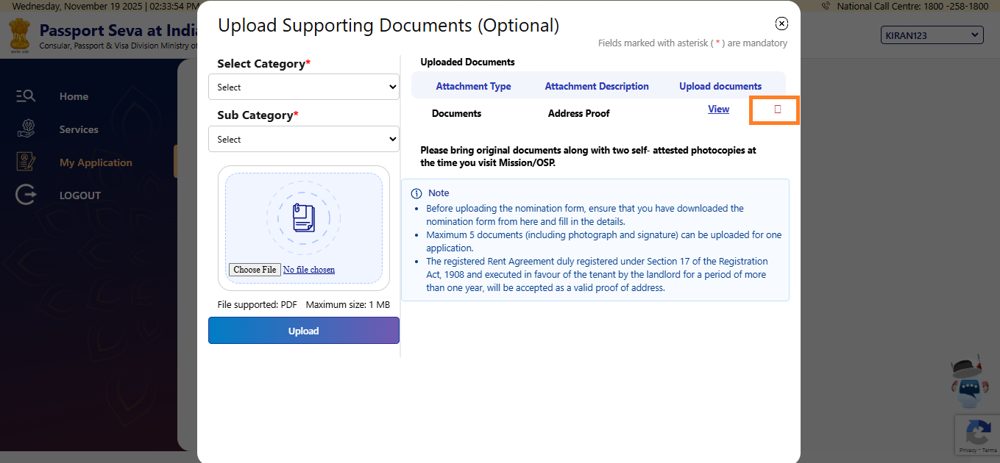 Wednesday, November 19 2025 | 02:33:54 PM
National Call Centre: 1800 -258-1800
Passport Seva at Indi
Consular, Passport & Visa Division Ministry of
KIRAN123
Home
Services
My Application
LOGOUT
Upload Supporting Documents (Optional)
Fields marked with asterisk ( * ) are mandatory
Select Category*
Select
Sub Category*
Select
Choose File No file chosen
File supported: PDF Maximum size: 1 MB
Upload
Uploaded Documents
Attachment Type Attachment Description Upload documents
Documents Address Proof View
Please bring original documents along with two self- attested photocopies at
the time you visit Mission/OSP.
Note
Before uploading the nomination form, ensure that you have downloaded the
nomination form from here and fill in the details.
Maximum 5 documents (including photograph and signature) can be uploaded for one
application.
The registered Rent Agreement duly registered under Section 17 of the Registration
Act, 1908 and executed in favour of the tenant by the landlord for a period of more
than one year, will be accepted as a valid proof of address.
Privacy - Terms